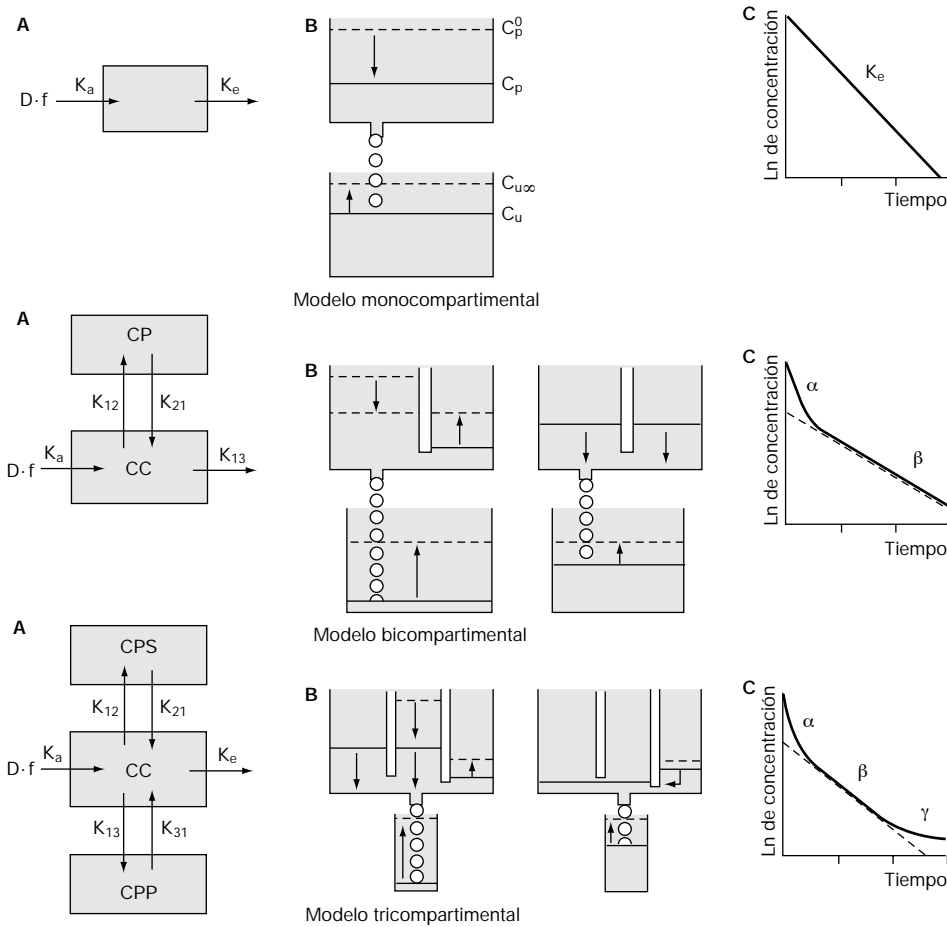 A
D·f
Kₐ
Kₑ
B
Cₚ⁰
Cₚ
Cᵤ∞
Cᵤ
C
Ln de concentración
Kₑ
Tiempo
Modelo monocompartimental
A
CP
K₁₂
K₂₁
D·f
Kₐ
CC
K₁₃
B
C
Ln de concentración
α
β
Tiempo
Modelo bicompartimental
A
CPS
K₁₂
K₂₁
D·f
Kₐ
CC
Kₑ
K₁₃
K₃₁
CPP
B
C
Ln de concentración
α
β
γ
Tiempo
Modelo tricompartimental